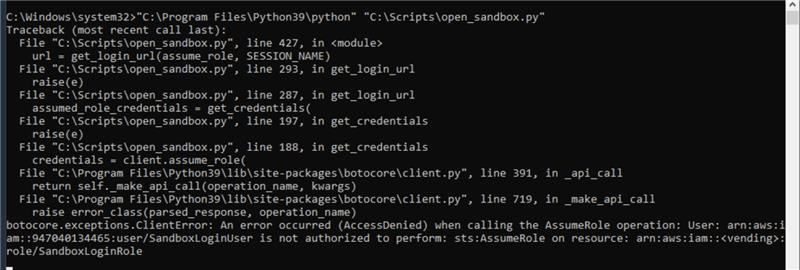 C:\Windows\system32>"C:\Program Files\Python39\python" "C:\Scripts\open_sandbox.py"
Traceback (most recent call last):
  File "C:\Scripts\open_sandbox.py", line 427, in <module>
    url = get_login_url(assume_role, SESSION_NAME)
  File "C:\Scripts\open_sandbox.py", line 293, in get_login_url
    raise(e)
  File "C:\Scripts\open_sandbox.py", line 287, in get_login_url
    assumed_role_credentials = get_credentials(
  File "C:\Scripts\open_sandbox.py", line 197, in get_credentials
    raise(e)
  File "C:\Scripts\open_sandbox.py", line 188, in get_credentials
    credentials = client.assume_role(
  File "C:\Program Files\Python39\lib\site-packages\botocore\client.py", line 391, in _api_call
    return self._make_api_call(operation_name, kwargs)
  File "C:\Program Files\Python39\lib\site-packages\botocore\client.py", line 719, in _make_api_call
    raise error_class(parsed_response, operation_name)
botocore.exceptions.ClientError: An error occurred (AccessDenied) when calling the AssumeRole operation: User: arn:aws:i
am::947040134465:user/SandboxLoginUser is not authorized to perform: sts:AssumeRole on resource: arn:aws:iam::<vending>:
role/SandboxLoginRole